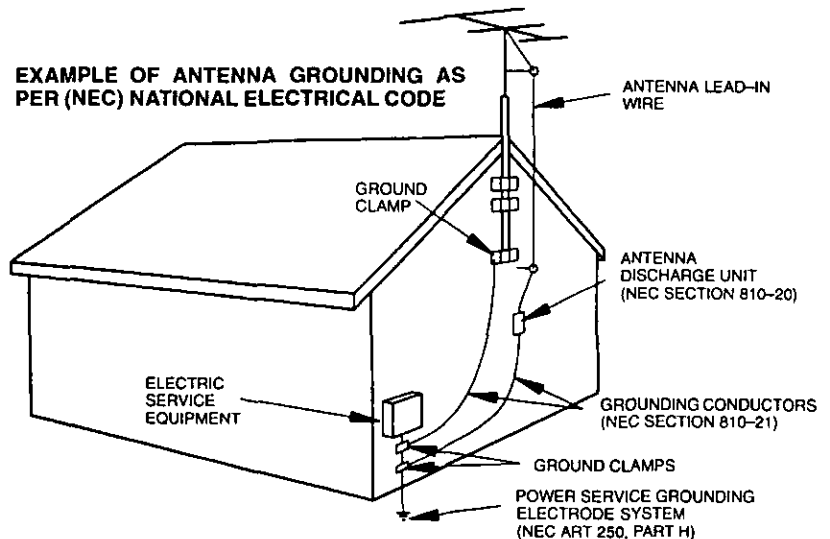 EXAMPLE OF ANTENNA GROUNDING AS
PER (NEC) NATIONAL ELECTRICAL CODE
ANTENNA LEAD–IN
WIRE
GROUND
CLAMP
ANTENNA
DISCHARGE UNIT
(NEC SECTION 810–20)
ELECTRIC
SERVICE
EQUIPMENT
GROUNDING CONDUCTORS
(NEC SECTION 810–21)
GROUND CLAMPS
POWER SERVICE GROUNDING
ELECTRODE SYSTEM
(NEC ART 250, PART H)